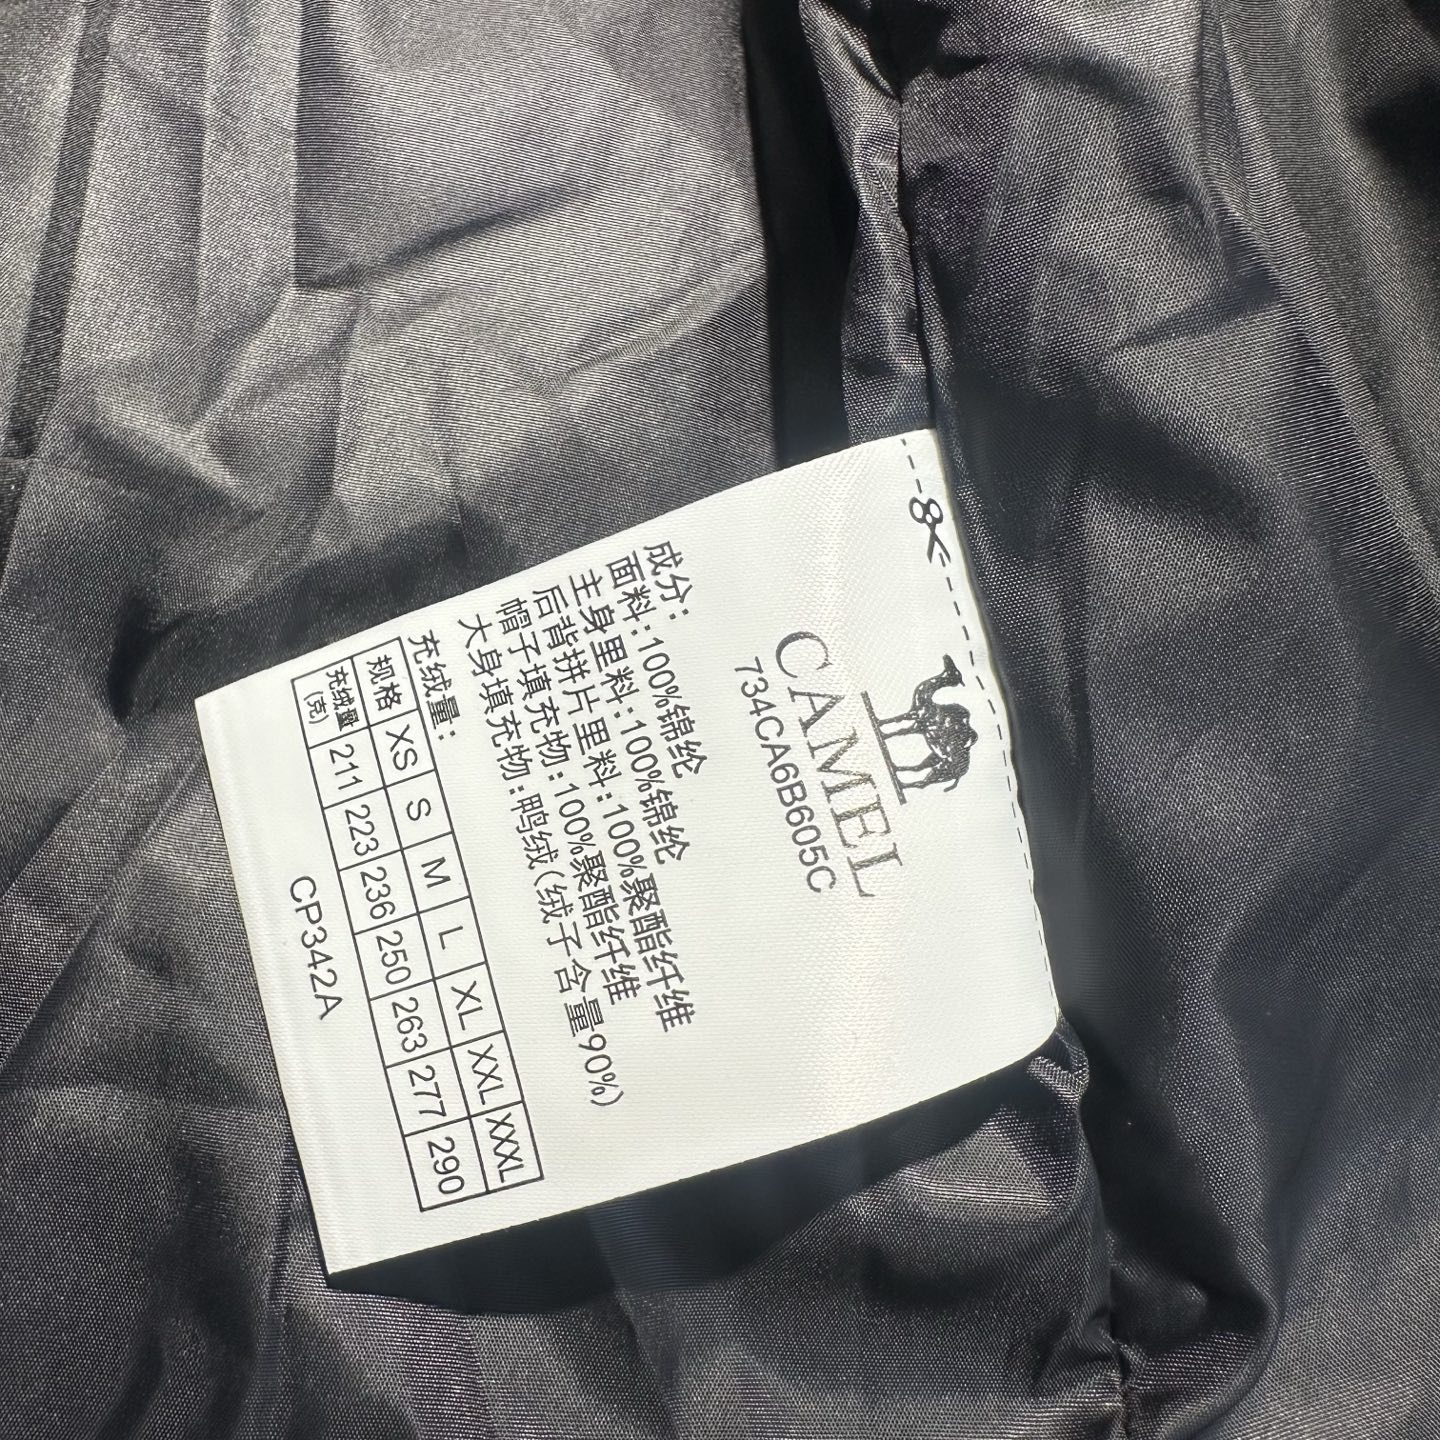 CAMEL
734CA6B605C
成分:
面料:100%锦纶
主身里料:100%锦纶
后背拼片里料:100%聚酯纤维
帽子填充物:100%聚酯纤维
大身填充物:鸭绒(绒子含量90%)
充绒量:
规格 XS S M L XL XXL XXXL
充绒量(克) 211 223 236 250 263 277 290
CP342A